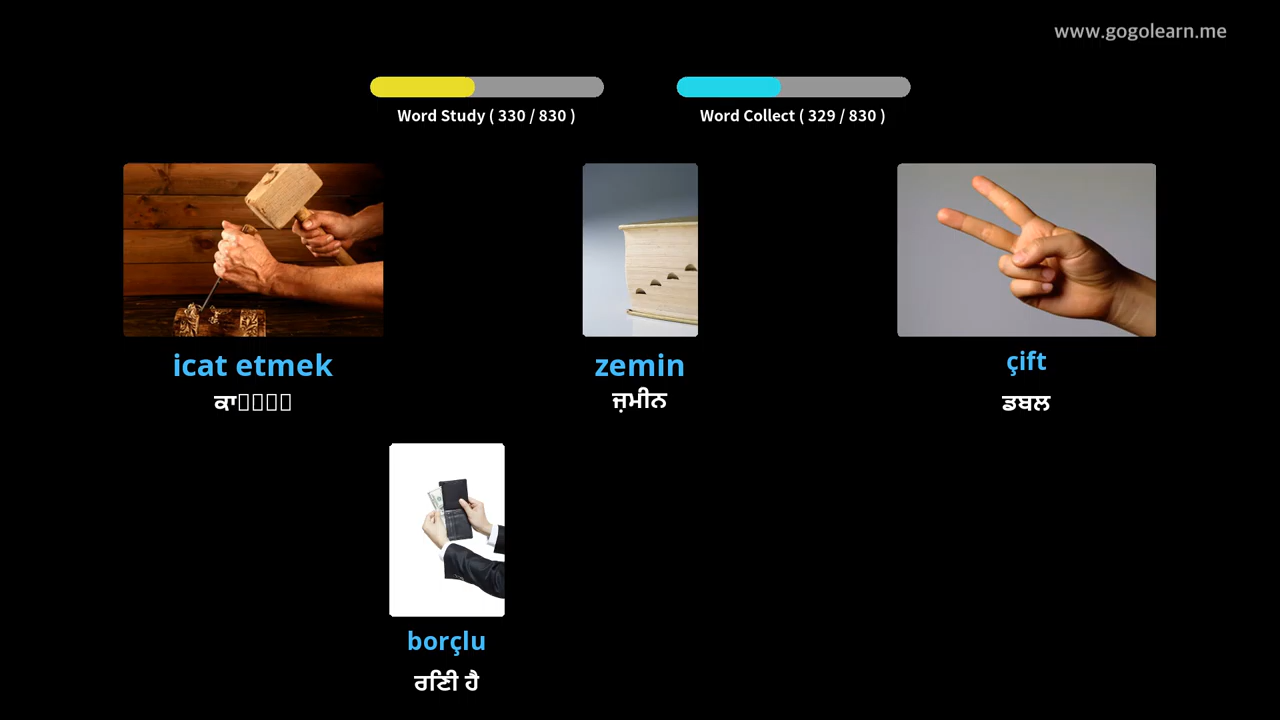 www.gogolearn.me
Word Study ( 330 / 830 )
Word Collect ( 329 / 830 )
icat etmek
zemin
çift
ਜ਼ਮੀਨ
ਡਬਲ
borçlu
ਰਣਿੀ ਹੈ